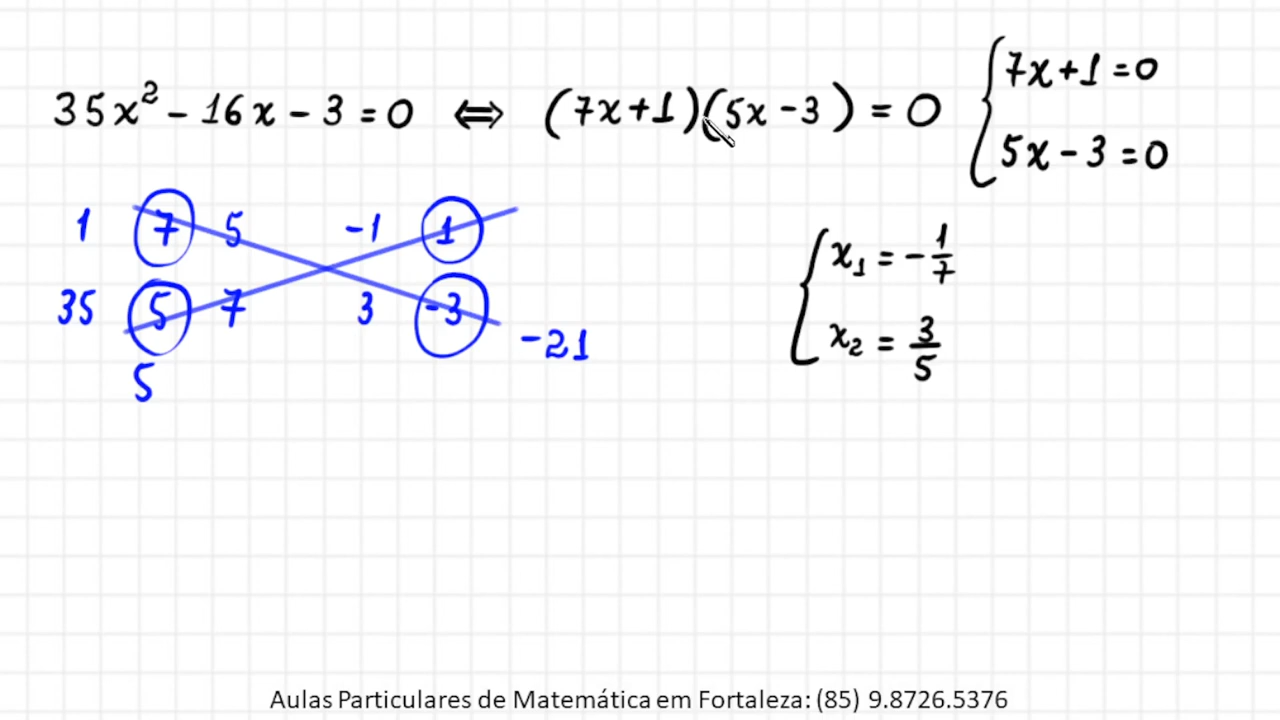 35x² - 16x - 3 = 0 ⇔ (7x+1)(5x-3) = 0 { 7x+1=0
5x-3=0
1 7 5 -1 1
35 5 7 3 -3
5 -21
{ x₁ = -1/7
x₂ = 3/5
Aulas Particulares de Matemática em Fortaleza: (85) 9.8726.5376